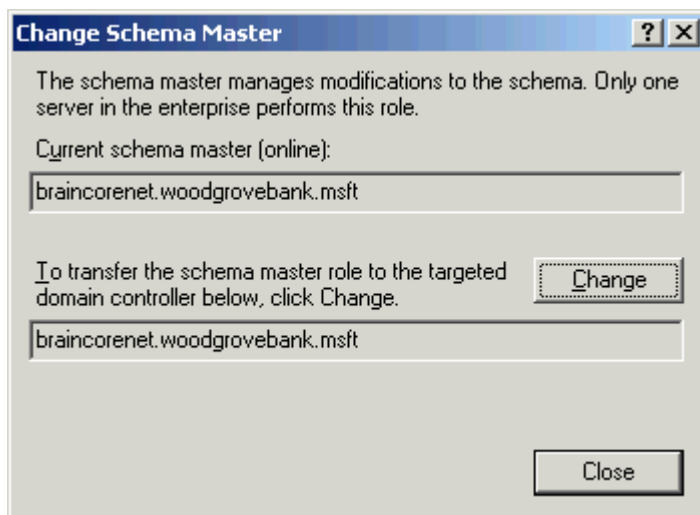 Change Schema Master
The schema master manages modifications to the schema. Only one
server in the enterprise performs this role.
Current schema master (online):
braincorenet.woodgrovebank.msft
To transfer the schema master role to the targeted
domain controller below, click Change.
Change
braincorenet.woodgrovebank.msft
Close